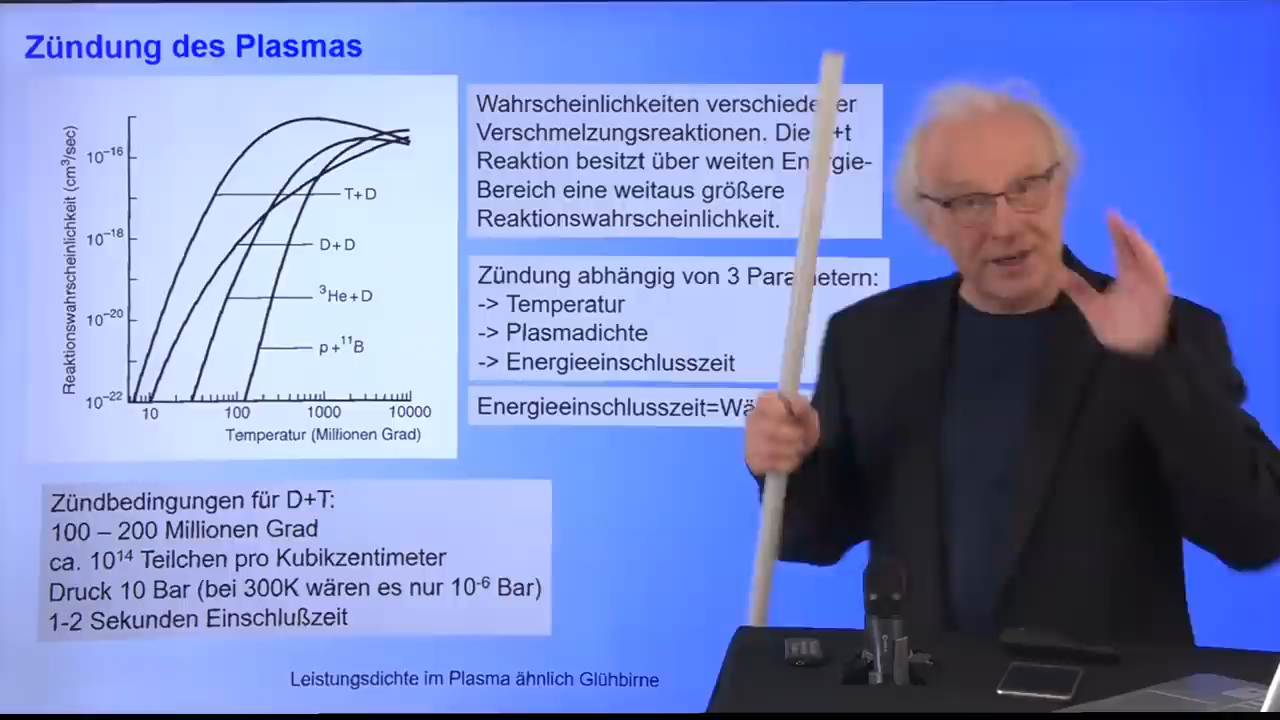 Zündung des Plasmas
Reaktionswahrscheinlichkeit (cm³/sec)
10⁻¹⁶
10⁻¹⁸
10⁻²⁰
10⁻²²
T+D
D+D
³He+D
p+¹¹B
10
100
1000
10000
Temperatur (Millionen Grad)
Wahrscheinlichkeiten
Verschmelzungsreaktionen. Die +t
Reaktion besitzt über weiten
Bereich eine weitaus größere
Reaktionswahrscheinlichkeit.
Zündung abhängig von 3
-> Temperatur
-> Plasmadichte
-> Energieeinschlusszeit
Energieeinschlusszeit=Wä
Zündbedingungen für D+T:
100 – 200 Millionen Grad
ca. 10¹⁴ Teilchen pro Kubikzentimeter
Druck 10 Bar (bei 300K wären es nur 10⁻⁶ Bar)
1-2 Sekunden Einschlußzeit
Leistungsdichte im Plasma ähnlich Glühbirne